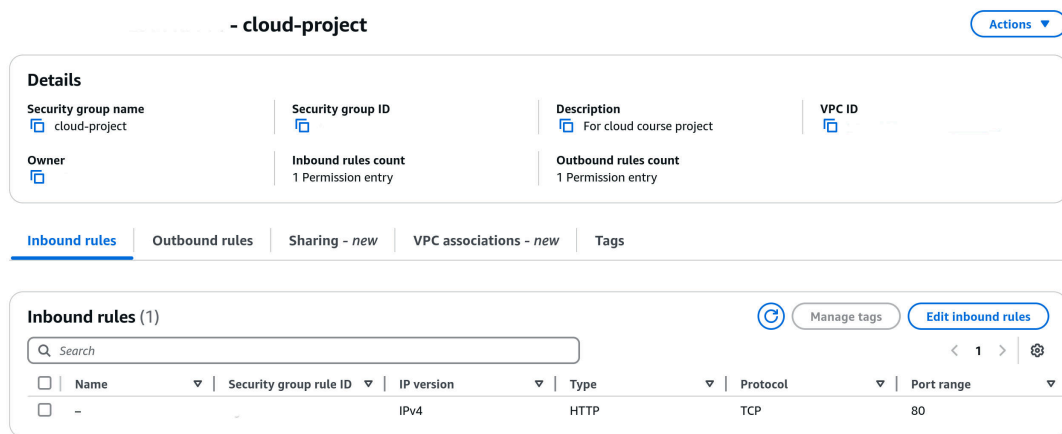 - cloud-project
Actions
Details
Security group name
cloud-project
Security group ID
Description
For cloud course project
VPC ID
Owner
Inbound rules count
1 Permission entry
Outbound rules count
1 Permission entry
Inbound rules
Outbound rules
Sharing - new
VPC associations - new
Tags
Inbound rules (1)
Manage tags
Edit inbound rules
Search
1
Name
Security group rule ID
IP version
Type
Protocol
Port range
–
IPv4
HTTP
TCP
80